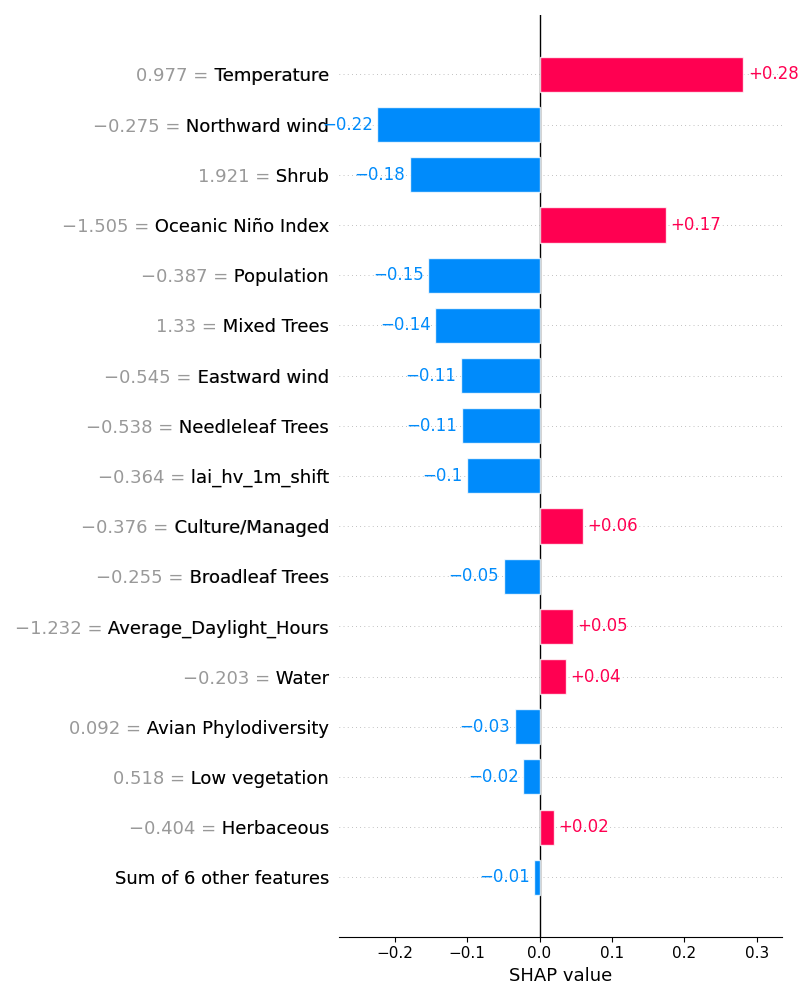 0.977 = Temperature +0.28
−0.275 = Northward wind −0.22
1.921 = Shrub −0.18
−1.505 = Oceanic Niño Index +0.17
−0.387 = Population −0.15
1.33 = Mixed Trees −0.14
−0.545 = Eastward wind −0.11
−0.538 = Needleleaf Trees −0.11
−0.364 = lai_hv_1m_shift −0.1
−0.376 = Culture/Managed +0.06
−0.255 = Broadleaf Trees −0.05
−1.232 = Average_Daylight_Hours +0.05
−0.203 = Water +0.04
0.092 = Avian Phylodiversity −0.03
0.518 = Low vegetation −0.02
−0.404 = Herbaceous +0.02
Sum of 6 other features −0.01
−0.2 −0.1 0.0 0.1 0.2 0.3
SHAP value